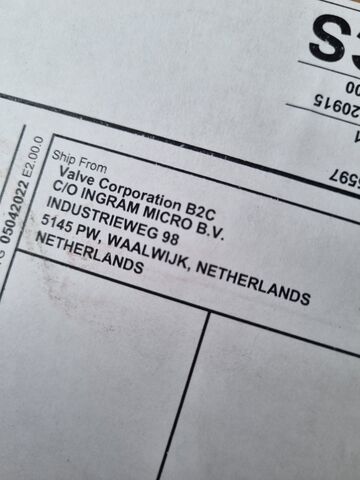 Ship From
Valve Corporation B2C
C/O INGRAM MICRO B.V.
INDUSTRIEWEG 98
5145 PW, WAALWIJK, NETHERLANDS
NETHERLANDS
05042022 E2.00.0
20915
3597